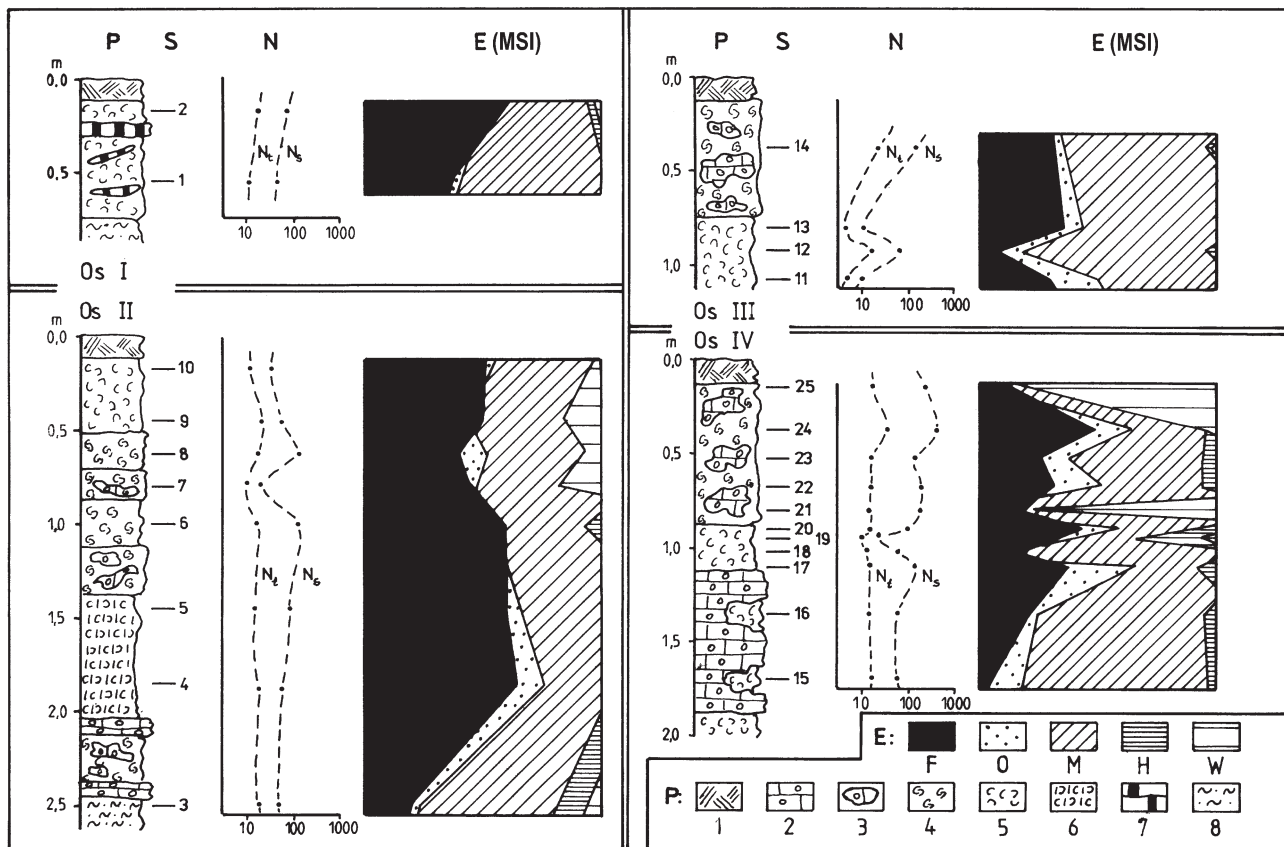 P S N E (MSI)
m
0,0
2
0,5
1
Nt Ns
10 100 1000
Os I
Os II
m
0,0
10
9
0,5
8
7
1,0
6
1,5
5
4
2,0
2,5
3
Nt Ns
10 100 1000
P S N E (MSI)
m
0,0
14
0,5
13
12
1,0
11
Nt Ns
10 100 1000
Os III
Os IV
m
0,0
25
24
0,5
23
22
21
20
19
1,0
18
17
16
1,5
15
2,0
Nt Ns
10 100 1000
E:
F O M H W
P:
1 2 3 4 5 6 7 8